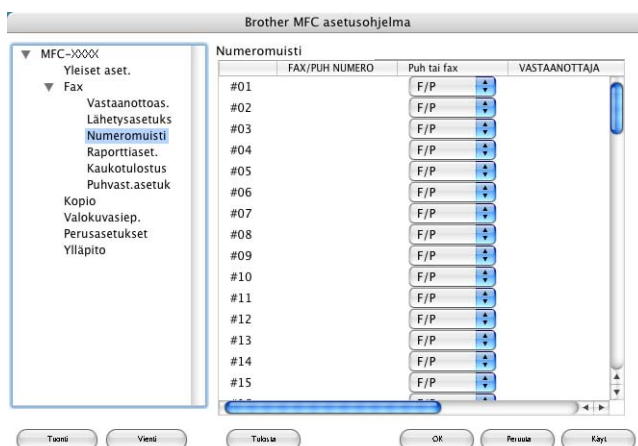 Brother MFC asetusohjelma
MFC-XXXX
Yleiset aset.
Fax
Vastaanottoas.
Lähetysasetuks
Numeromuisti
Raporttiaset.
Kaukotulostus
Puhvast.asetuk
Kopio
Valokuvasiep.
Perusasetukset
Ylläpito
Numeromuisti
FAX/PUH NUMERO Puh tai fax VASTAANOTTAJA
#01 F/P
#02 F/P
#03 F/P
#04 F/P
#05 F/P
#06 F/P
#07 F/P
#08 F/P
#09 F/P
#10 F/P
#11 F/P
#12 F/P
#13 F/P
#14 F/P
#15 F/P
Tuonti Vienti Tulosta OK Peruuta Käyt.